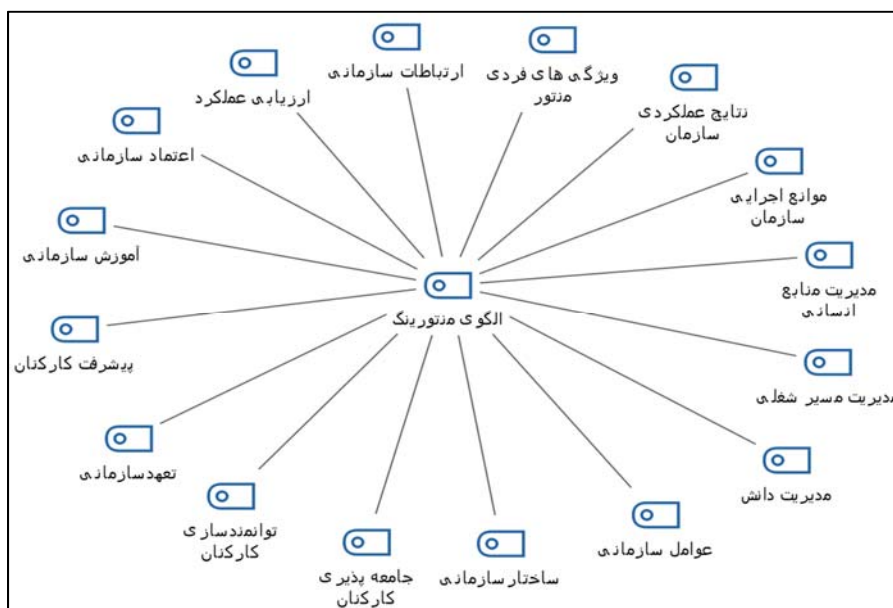 ویژگی های فردی
منتور
ارتباطات سازمانی
ارزیابی عملکرد
نتایج عملکردی
سازمان
اعتماد سازمانی
موانع اجرایی
سازمان
آموزش سازمانی
مدیریت منابع
انسانی
الگوی منتورینگ
پیشرفت کارکنان
مدیریت مسیر شغلی
تعهدسازمانی
مدیریت دانش
توانمندسازی
کارکنان
عوامل سازمانی
جامعه پذیری
کارکنان
ساختارسازمانی